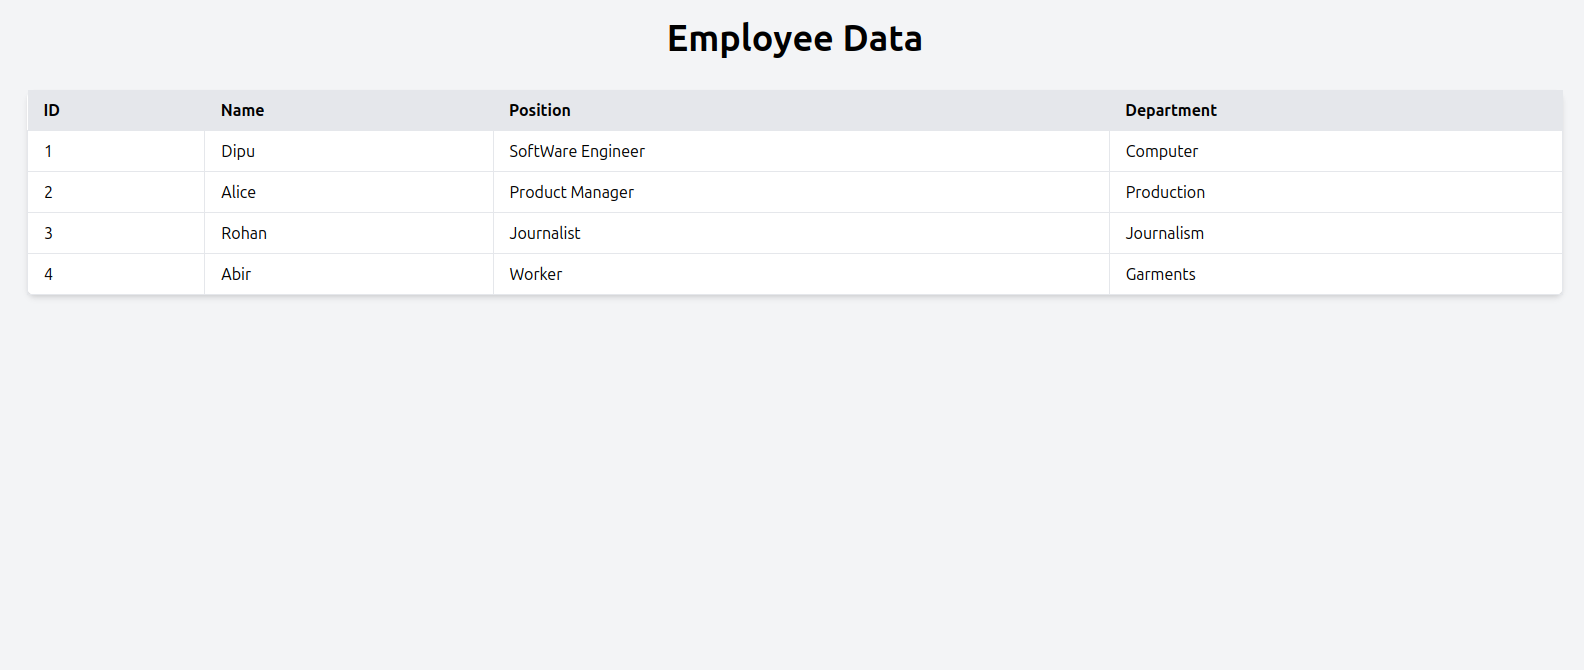 Employee Data
ID Name Position Department
1 Dipu SoftWare Engineer Computer
2 Alice Product Manager Production
3 Rohan Journalist Journalism
4 Abir Worker Garments